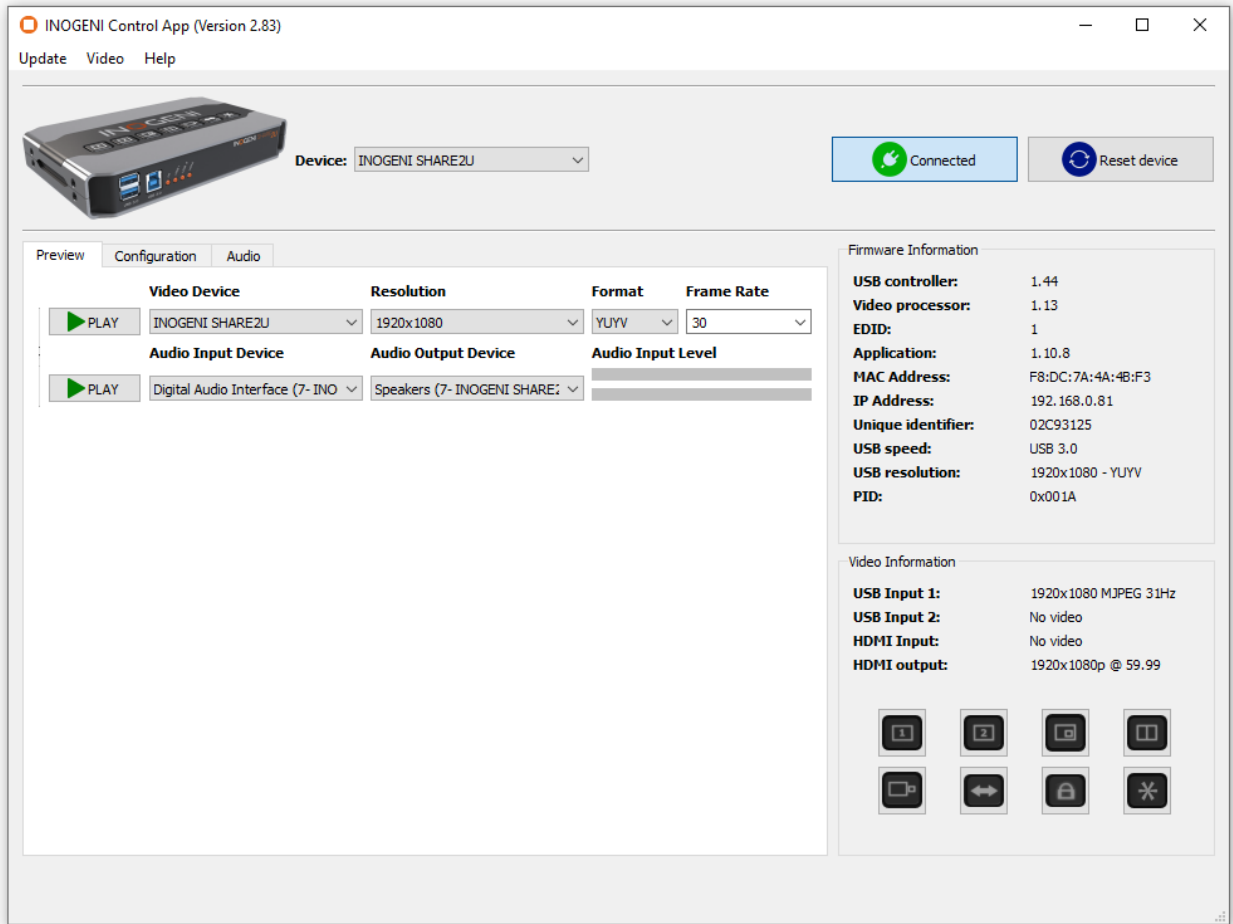 INOGENI Control App (Version 2.83)
Update Video Help
INOGENI
Device: INOGENI SHARE2U
Connected
Reset device
Preview Configuration Audio
Video Device Resolution Format Frame Rate
PLAY INOGENI SHARE2U 1920x1080 YUYV 30
Audio Input Device Audio Output Device Audio Input Level
PLAY Digital Audio Interface (7- INO Speakers (7- INOGENI SHARE2
Firmware Information
USB controller: 1.44
Video processor: 1.13
EDID: 1
Application: 1.10.8
MAC Address: F8:DC:7A:4A:4B:F3
IP Address: 192.168.0.81
Unique identifier: 02C93125
USB speed: USB 3.0
USB resolution: 1920x1080 - YUYV
PID: 0x001A
Video Information
USB Input 1: 1920x1080 MJPEG 31Hz
USB Input 2: No video
HDMI Input: No video
HDMI output: 1920x1080p @ 59.99
1 2